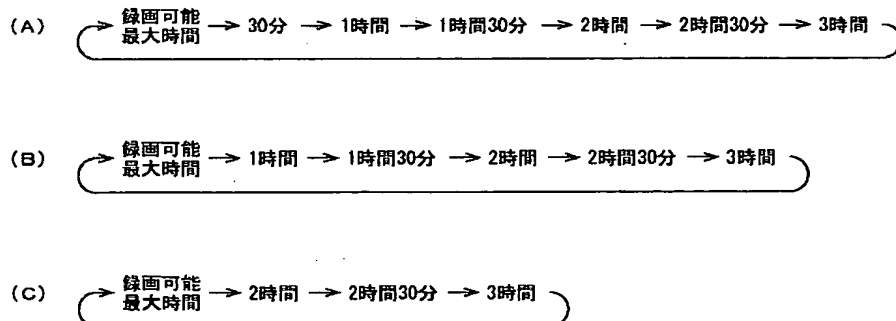 (A) 録画可能最大時間 → 30分 → 1時間 → 1時間30分 → 2時間 → 2時間30分 → 3時間
(B) 録画可能最大時間 → 1時間 → 1時間30分 → 2時間 → 2時間30分 → 3時間
(C) 録画可能最大時間 → 2時間 → 2時間30分 → 3時間